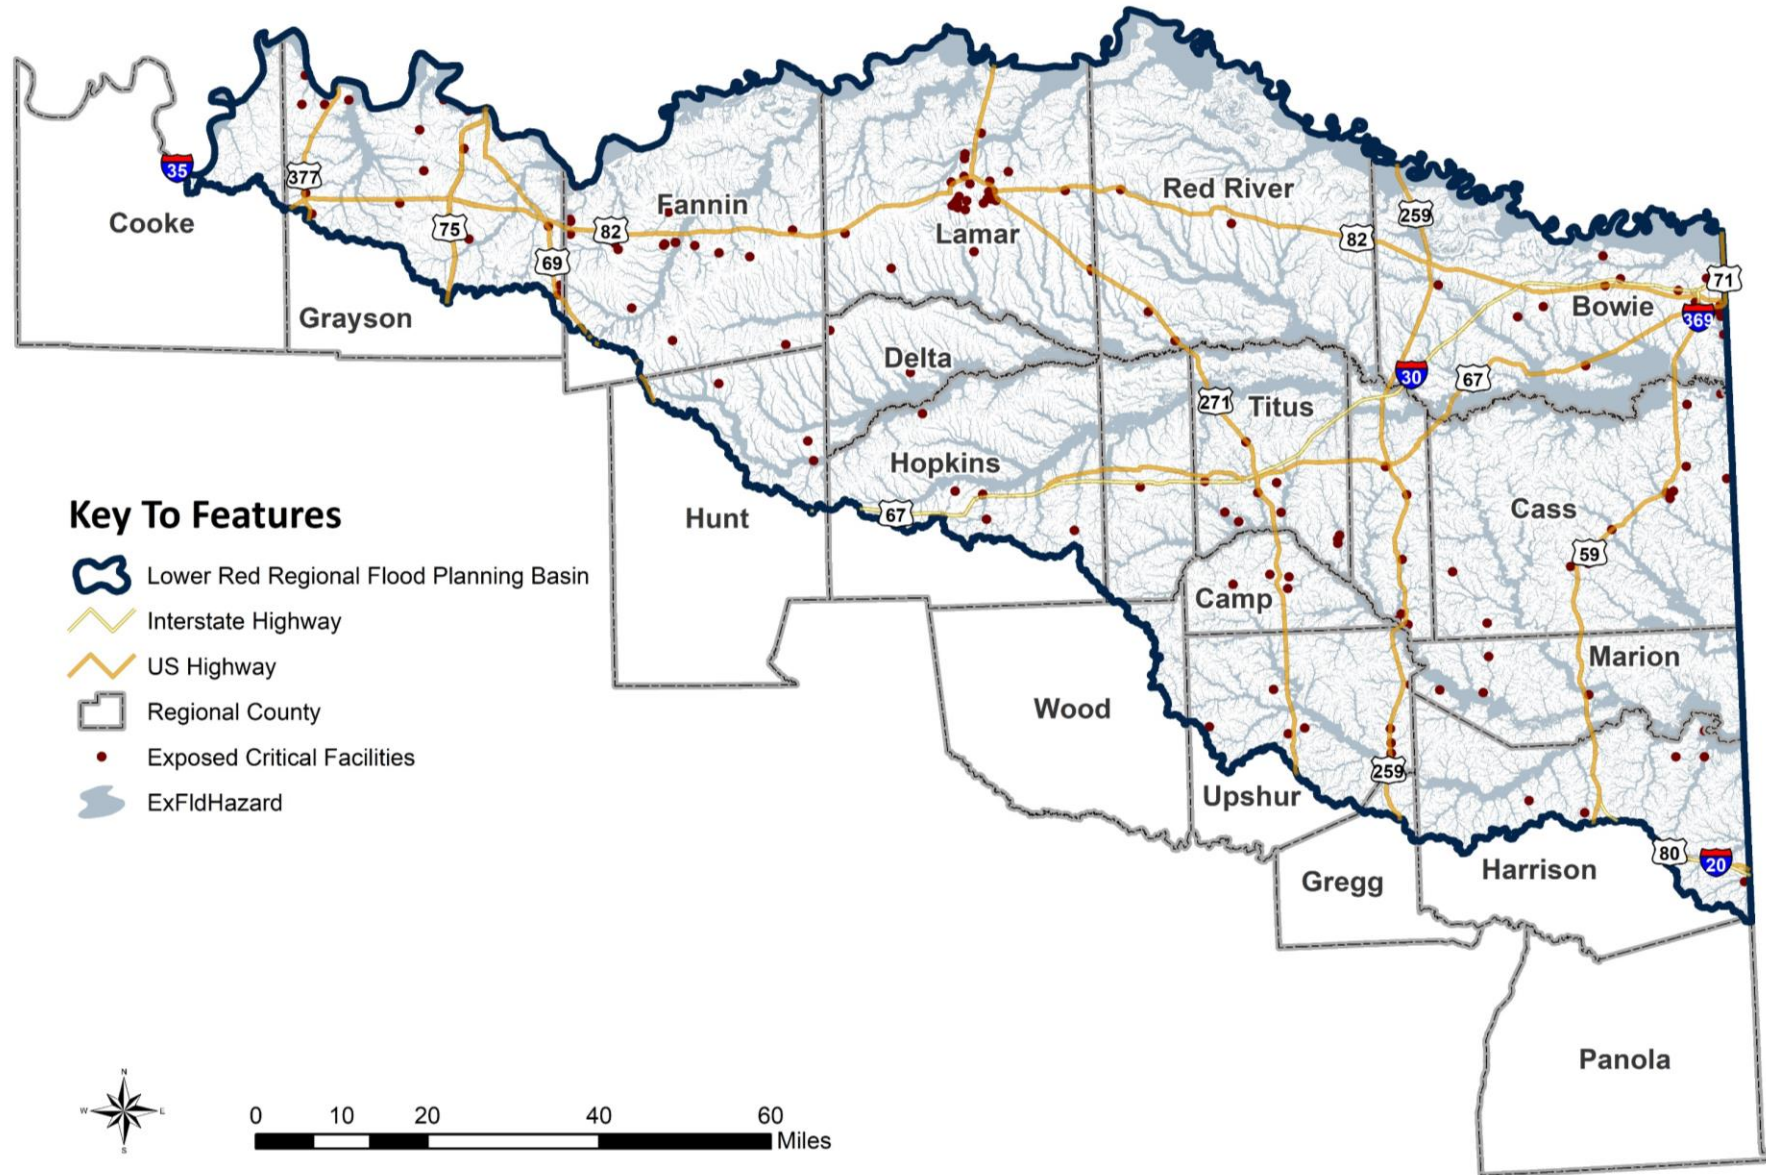 35
377
Cooke
Grayson
75
69
82
Fannin
Lamar
Red River
82
259
71
Bowie
369
Delta
30
67
271
Titus
Hopkins
67
Hunt
Cass
59
Camp
Marion
Wood
Upshur
259
Gregg
Harrison
80
20
Panola
Key To Features
Lower Red Regional Flood Planning Basin
Interstate Highway
US Highway
Regional County
Exposed Critical Facilities
ExFldHazard
N
W E
S
0 10 20 40 60
Miles